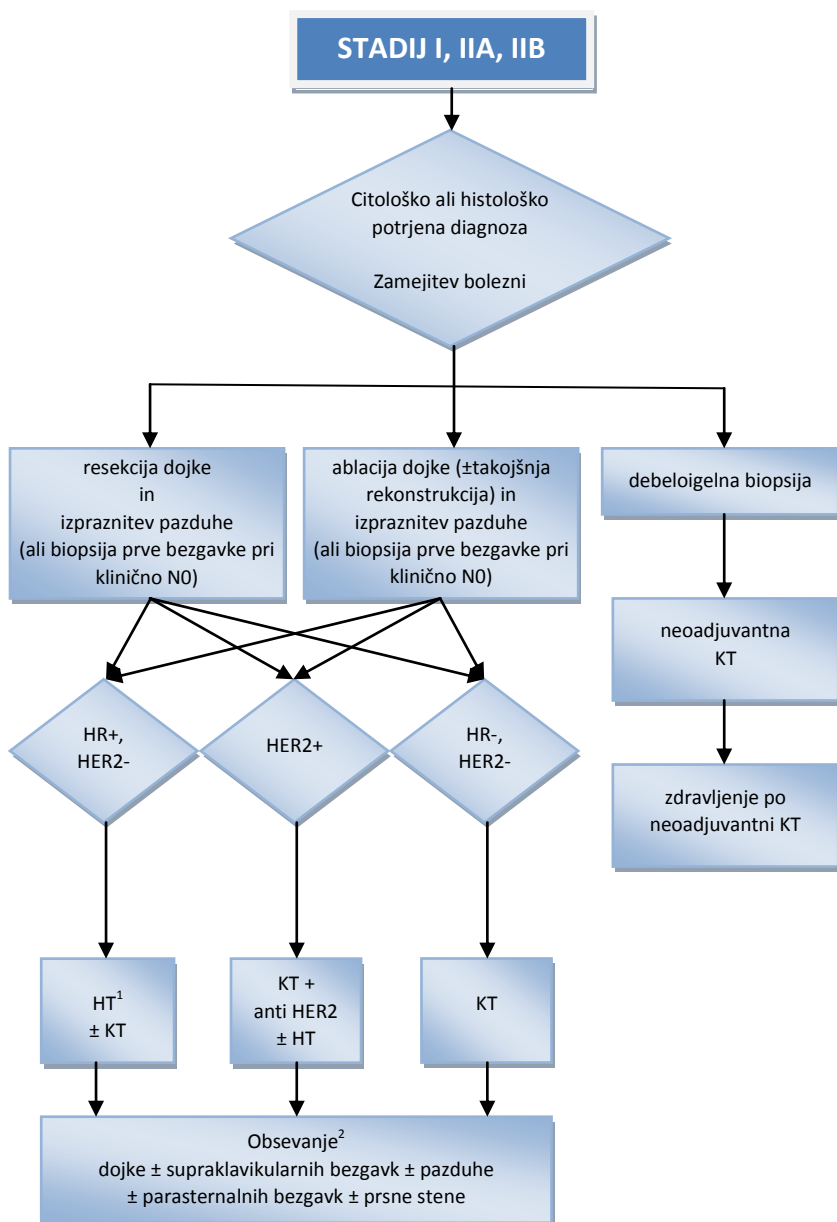 STADIJ I, IIA, IIB
Citološko ali histološko
potrjena diagnoza
Zamejitev bolezni
resekcija dojke
in
izpraznitev pazduhe
(ali biopsija prve bezgavke pri
klinično N0)
ablacija dojke (±takojšnja
rekonstrukcija) in
izpraznitev pazduhe
(ali biopsija prve bezgavke pri
klinično N0)
debeloigelna biopsija
neoadjuvantna
KT
zdravljenje po
neoadjuvantni KT
HR+,
HER2-
HER2+
HR-,
HER2-
HT¹
± KT
KT +
anti HER2
± HT
KT
Obsevanje²
dojke ± supraklavikularnih bezgavk ± pazduhe
± parasternalnih bezgavk ± prsne stene